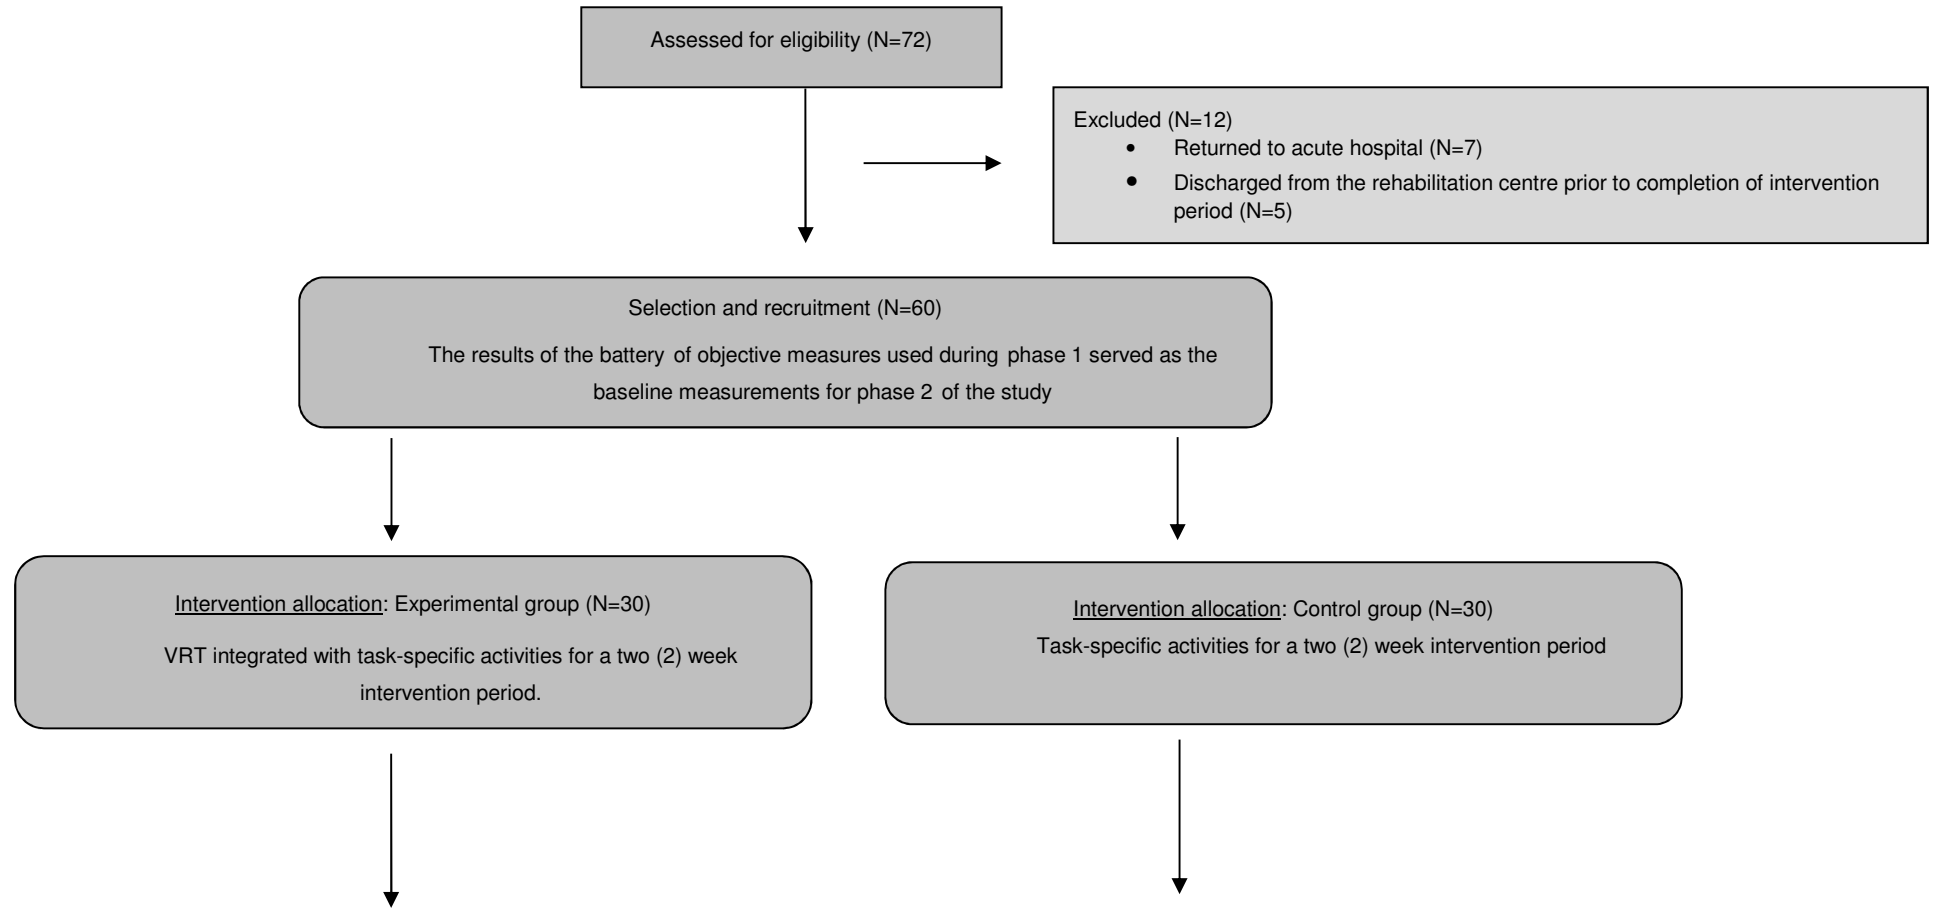 Assessed for eligibility (N=72)
Excluded (N=12)
• Returned to acute hospital (N=7)
• Discharged from the rehabilitation centre prior to completion of intervention
period (N=5)
Selection and recruitment (N=60)
The results of the battery of objective measures used during phase 1 served as the
baseline measurements for phase 2 of the study
Intervention allocation: Experimental group (N=30)
VRT integrated with task-specific activities for a two (2) week
intervention period.
Intervention allocation: Control group (N=30)
Task-specific activities for a two (2) week intervention period